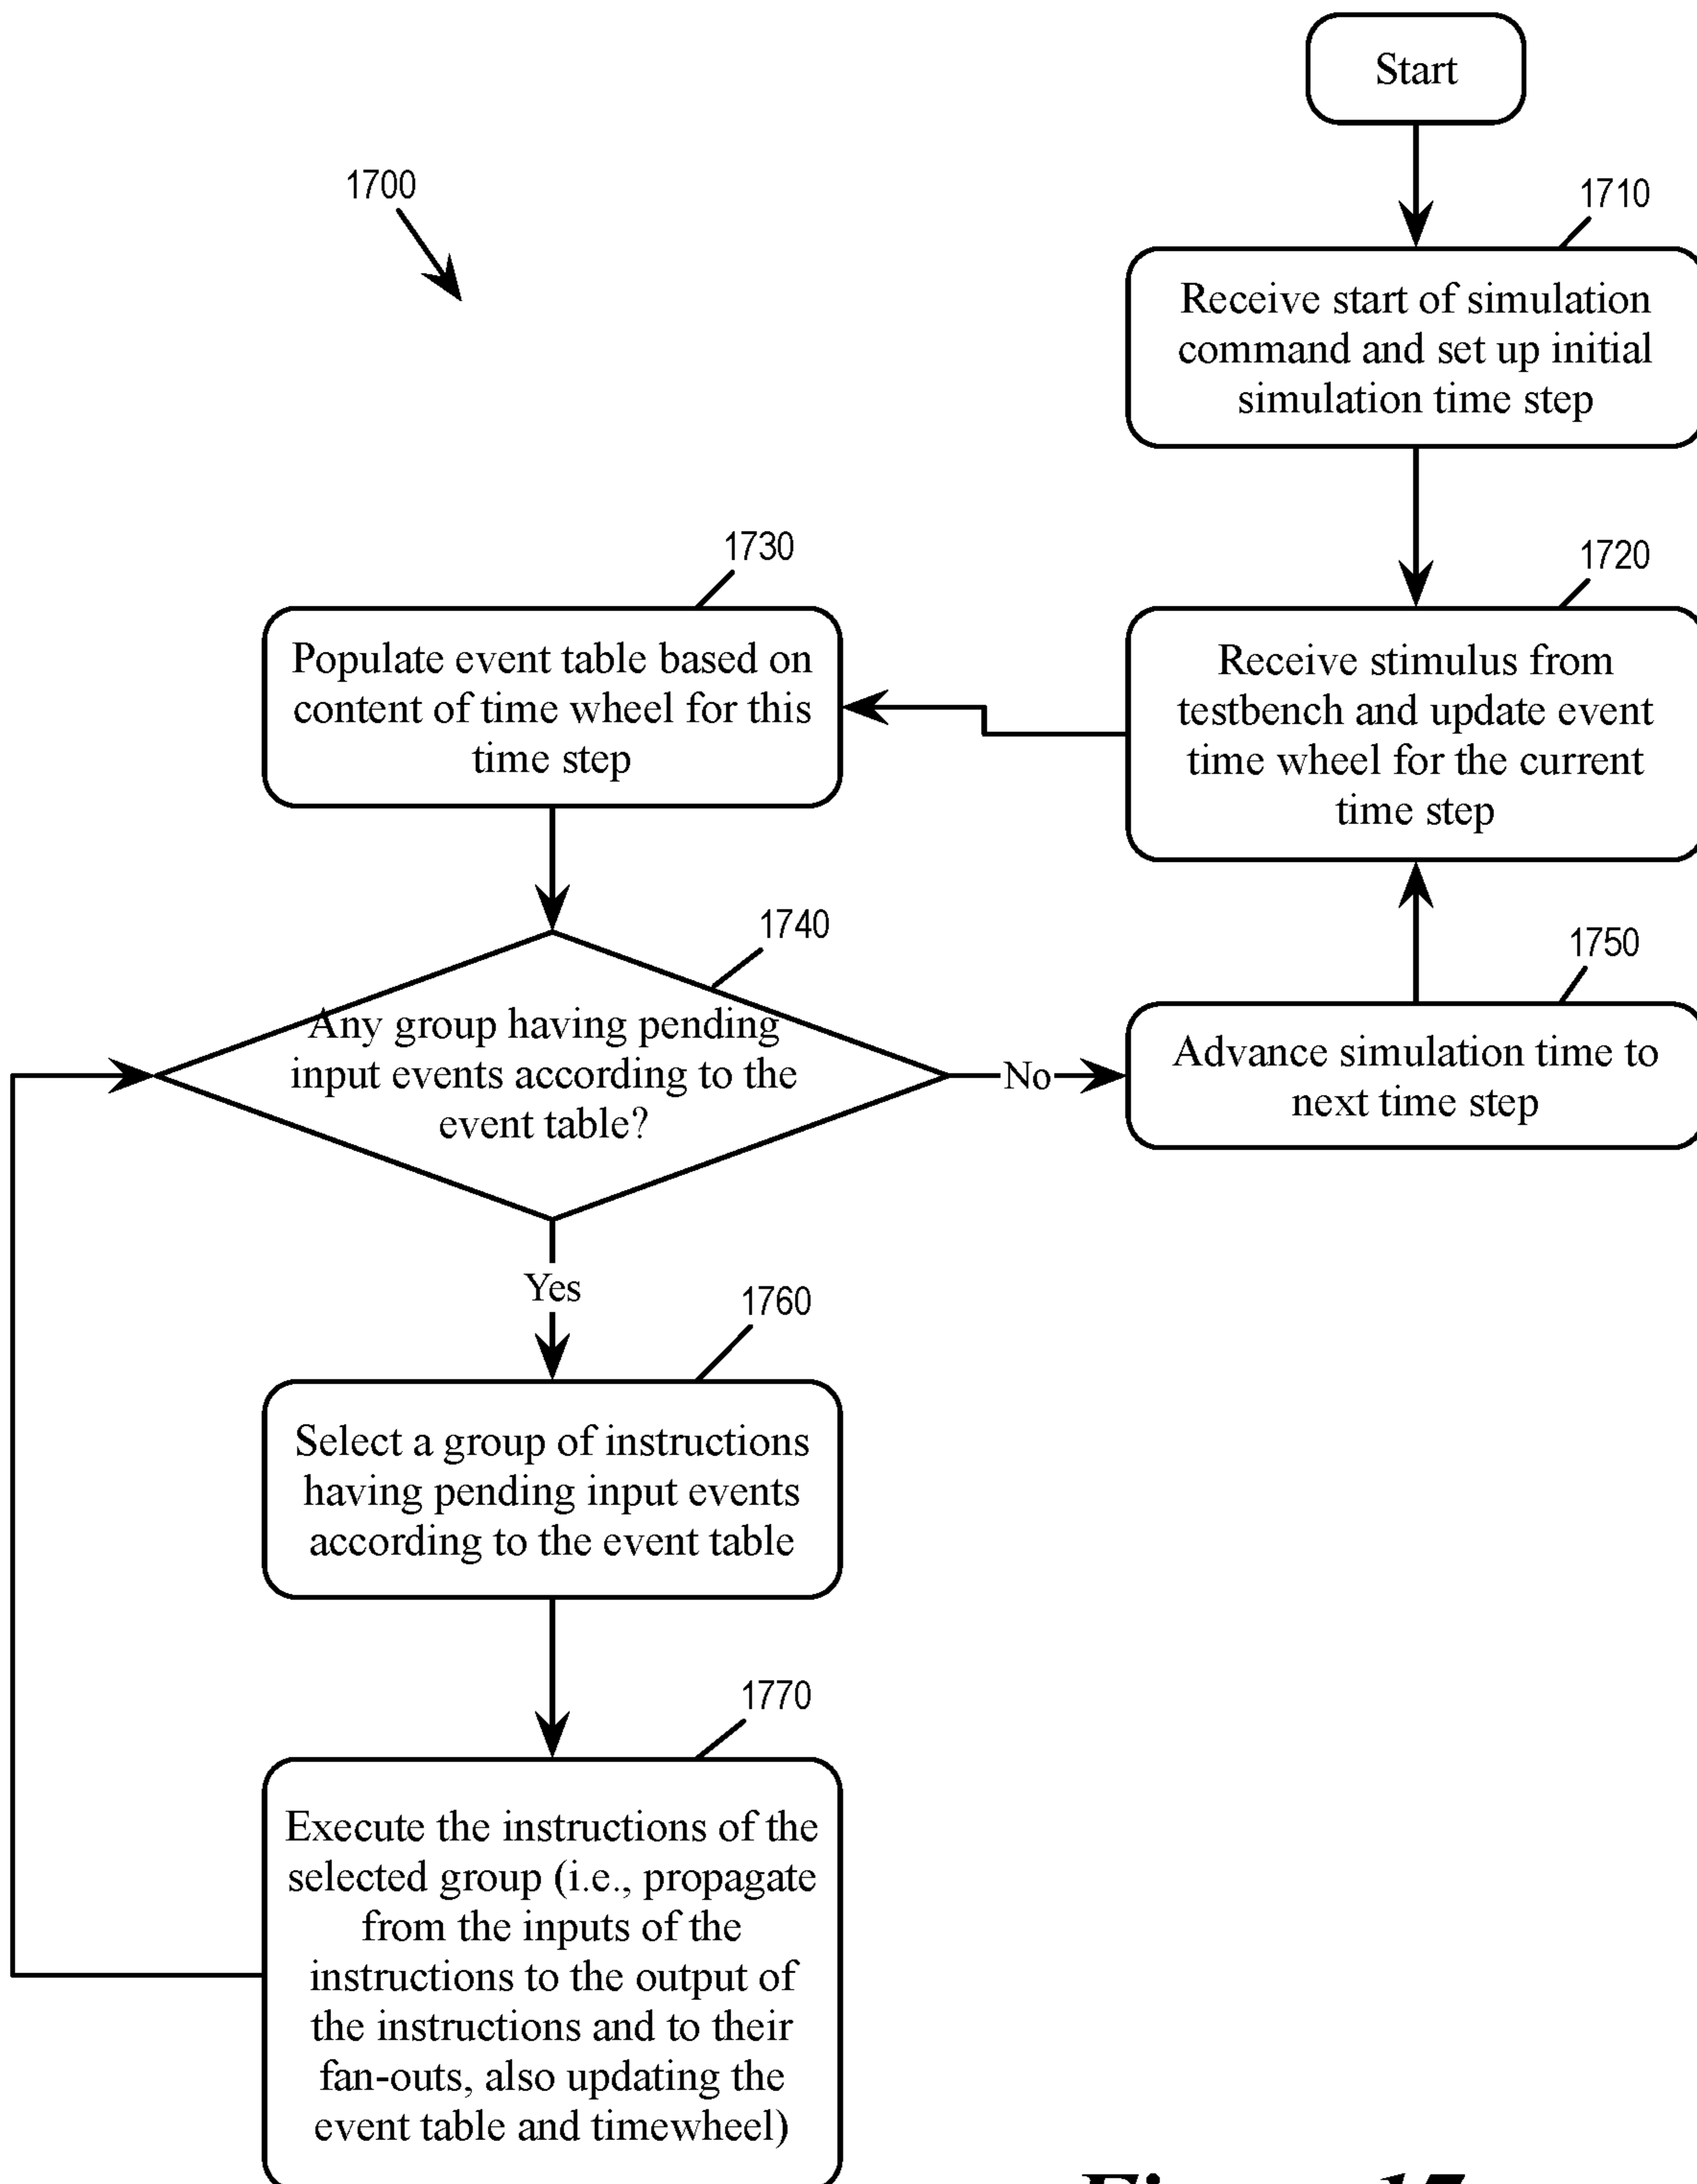 Start
1700
1710
Receive start of simulation
command and set up initial
simulation time step
1730
1720
Populate event table based on
content of time wheel for this
time step
Receive stimulus from
testbench and update event
time wheel for the current
time step
1740
1750
Any group having pending
input events according to the
event table?
No
Advance simulation time to
next time step
Yes
1760
Select a group of instructions
having pending input events
according to the event table
1770
Execute the instructions of the
selected group (i.e., propagate
from the inputs of the
instructions to the output of
the instructions and to their
fan-outs, also updating the
event table and timewheel)